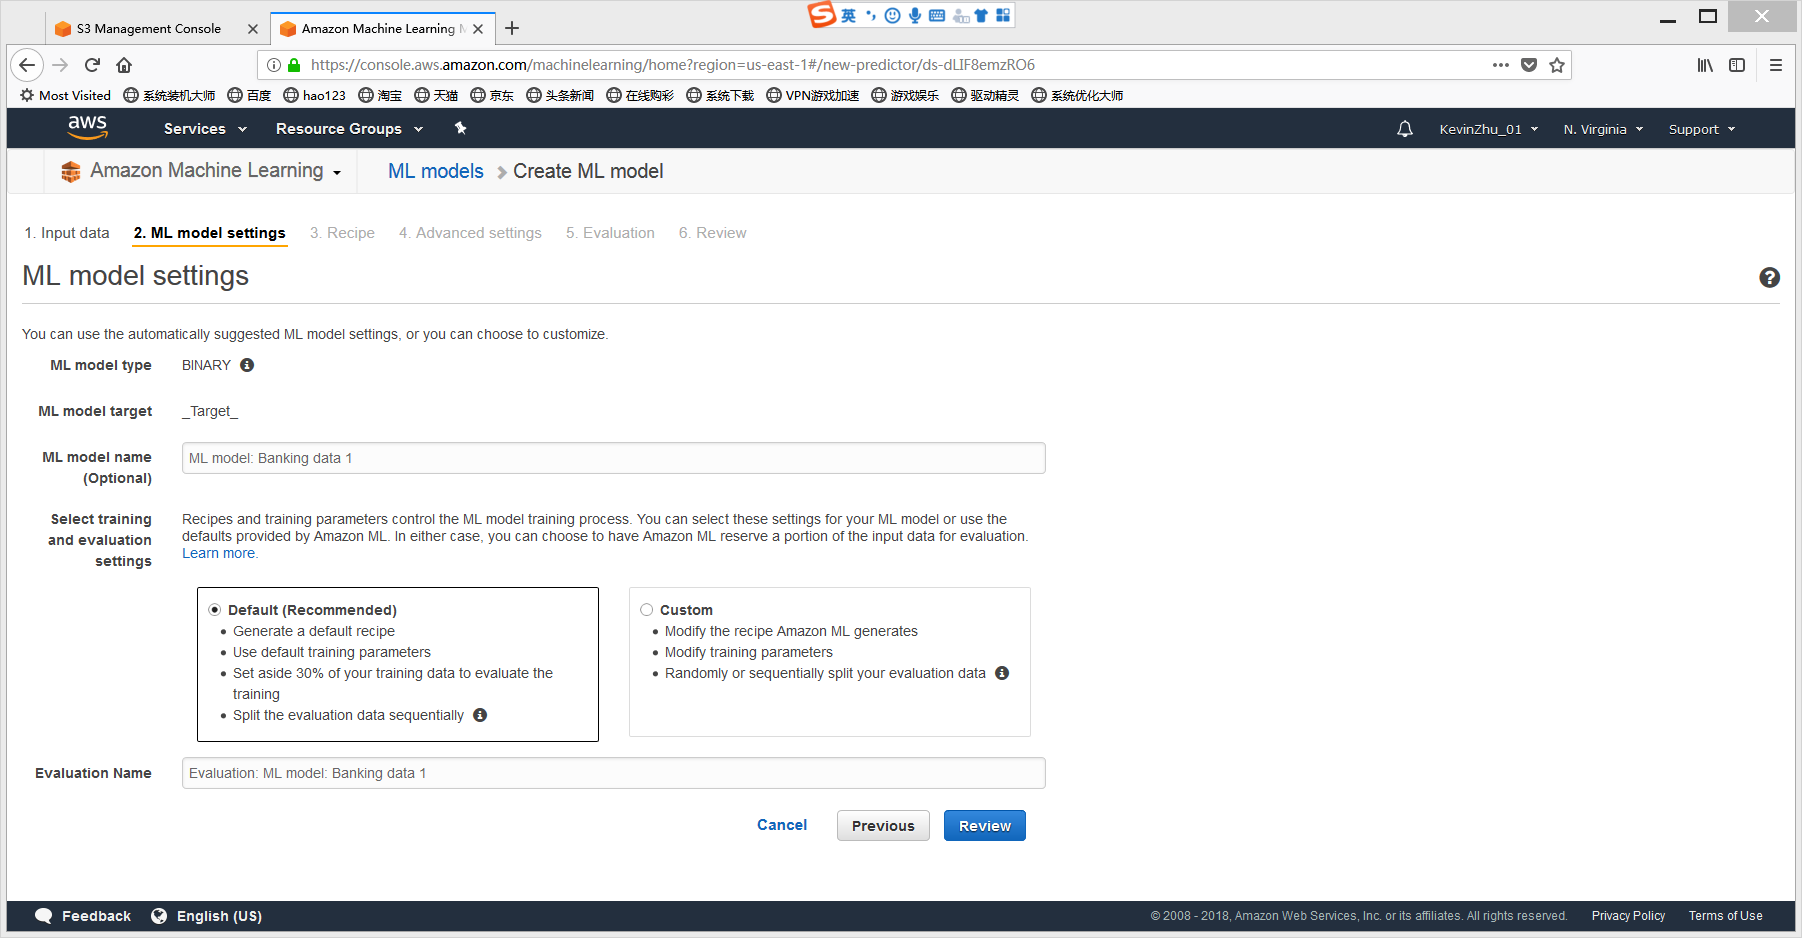 S3 Management Console
Amazon Machine Learning
英
https://console.aws.amazon.com/machinelearning/home?region=us-east-1#/new-predictor/ds-dLIF8emzRO6
Most Visited 系统装机大师 百度 hao123 淘宝 天猫 京东 头条新闻 在线购彩 系统下载 VPN游戏加速 游戏娱乐 驱动精灵 系统优化大师
aws Services Resource Groups KevinZhu_01 N. Virginia Support
Amazon Machine Learning ML models Create ML model
1. Input data 2. ML model settings 3. Recipe 4. Advanced settings 5. Evaluation 6. Review
ML model settings
You can use the automatically suggested ML model settings, or you can choose to customize.
ML model type BINARY
ML model target _Target_
ML model name (Optional) ML model: Banking data 1
Select training and evaluation settings
Recipes and training parameters control the ML model training process. You can select these settings for your ML model or use the
defaults provided by Amazon ML. In either case, you can choose to have Amazon ML reserve a portion of the input data for evaluation.
Learn more.
Default (Recommended)
• Generate a default recipe
• Use default training parameters
• Set aside 30% of your training data to evaluate the
training
• Split the evaluation data sequentially
Custom
• Modify the recipe Amazon ML generates
• Modify training parameters
• Randomly or sequentially split your evaluation data
Evaluation Name Evaluation: ML model: Banking data 1
Cancel Previous Review
Feedback English (US) © 2008 - 2018, Amazon Web Services, Inc. or its affiliates. All rights reserved. Privacy Policy Terms of Use